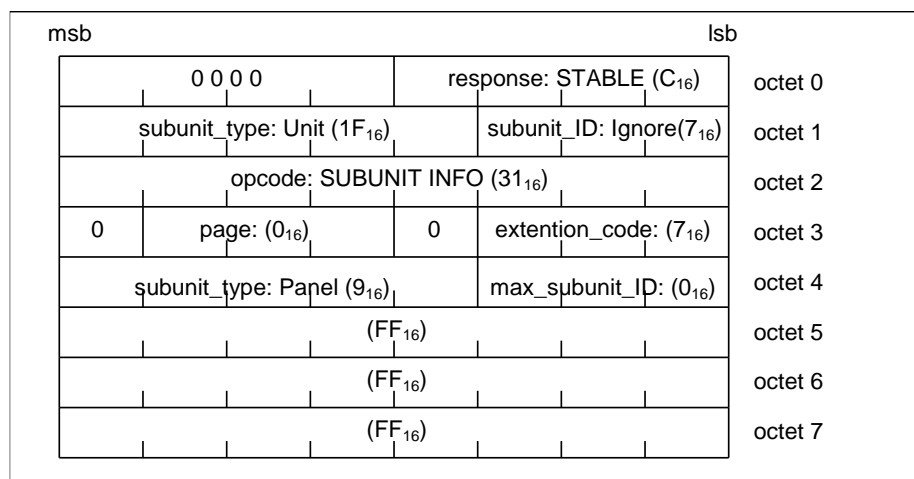 msb lsb
0 0 0 0 response: STABLE (C₁₆) octet 0
subunit_type: Unit (1F₁₆) subunit_ID: Ignore(7₁₆) octet 1
opcode: SUBUNIT INFO (31₁₆) octet 2
0 page: (0₁₆) 0 extention_code: (7₁₆) octet 3
subunit_type: Panel (9₁₆) max_subunit_ID: (0₁₆) octet 4
(FF₁₆) octet 5
(FF₁₆) octet 6
(FF₁₆) octet 7